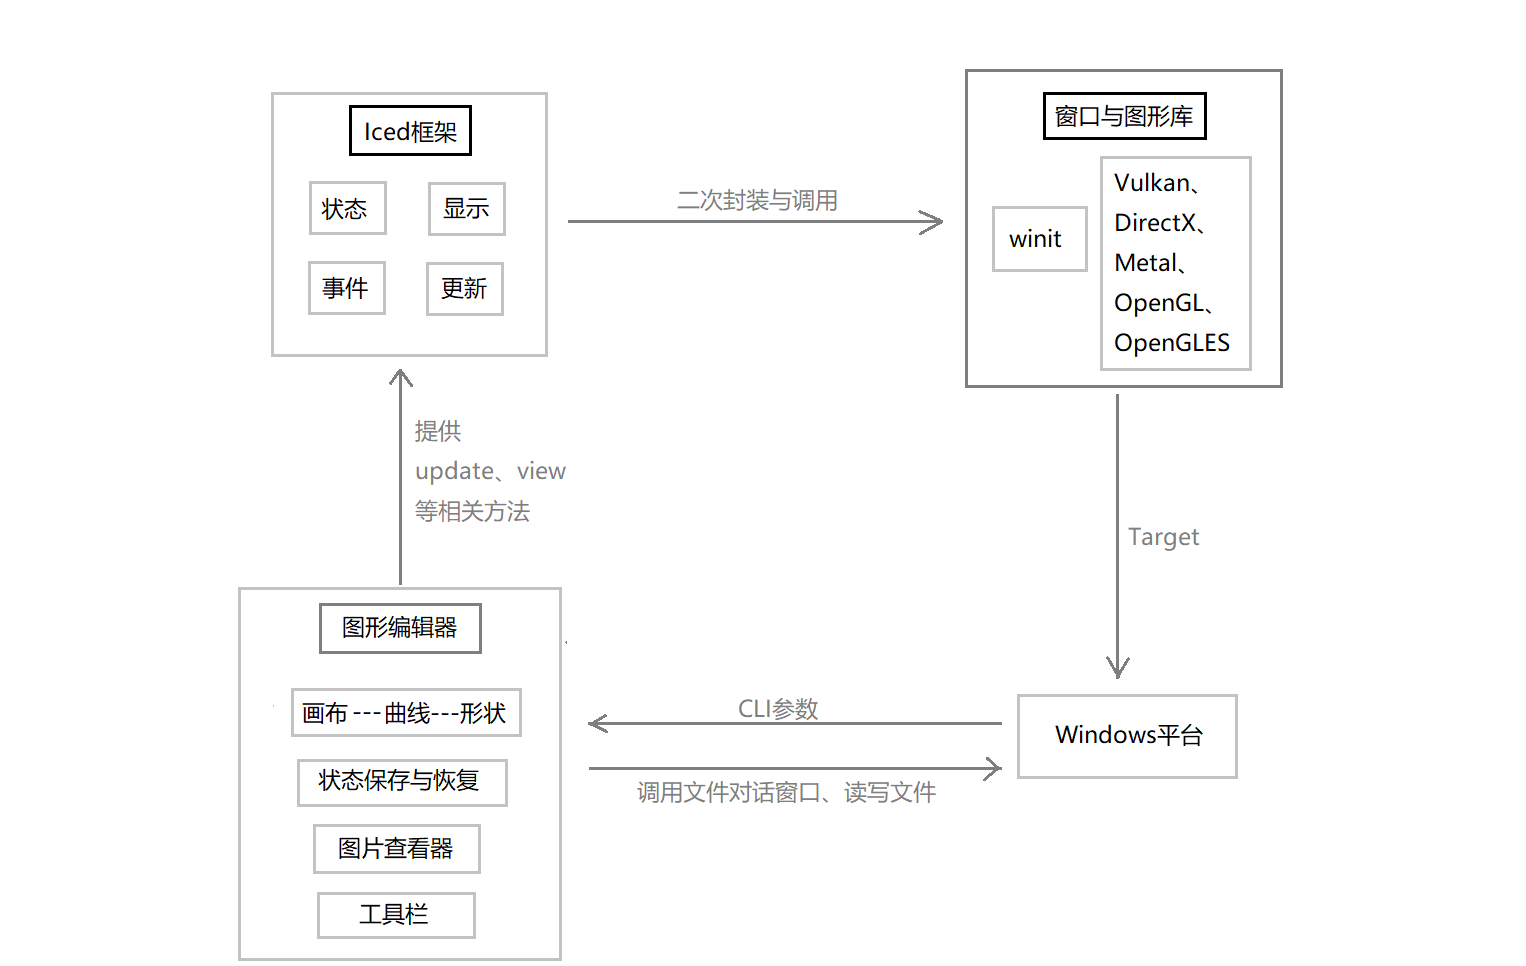 Iced框架
状态
显示
事件
更新
二次封装与调用
窗口与图形库
winit
Vulkan、
DirectX、
Metal、
OpenGL、
OpenGLES
提供
update、view
等相关方法
Target
图形编辑器
画布 ---曲线---形状
状态保存与恢复
图片查看器
工具栏
CLI参数
调用文件对话窗口、读写文件
Windows平台